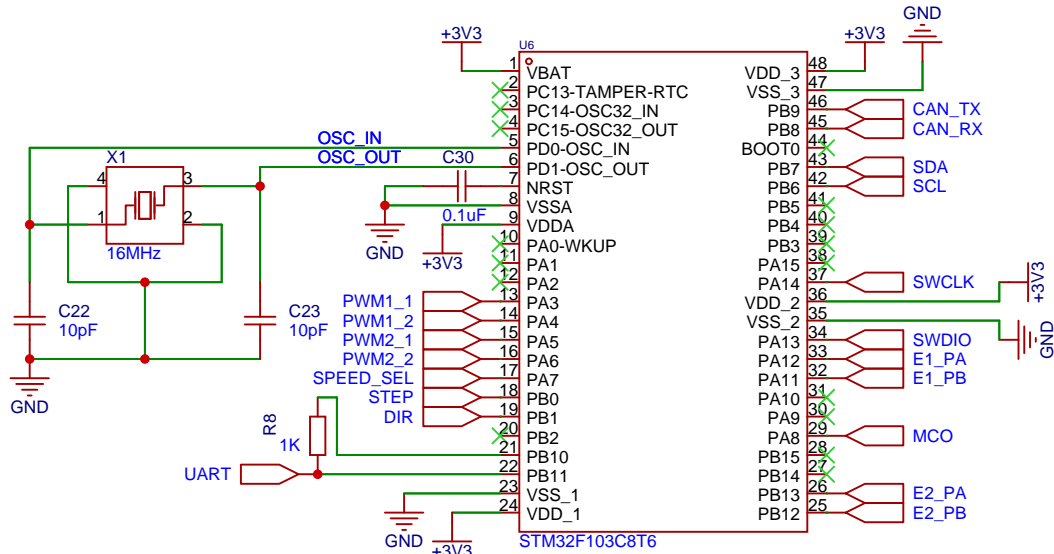 GND
+3V3
U6
+3V3
1 VBAT VDD_3 48
2 PC13-TAMPER-RTC VSS_3 47
3 PC14-OSC32_IN PB9 46 CAN_TX
4 PC15-OSC32_OUT PB8 45 CAN_RX
OSC_IN 5 PD0-OSC_IN BOOT0 44
X1 OSC_OUT C30 6 PD1-OSC_OUT PB7 43 SDA
4 3 7 NRST PB6 42 SCL
8 VSSA PB5 41
1 2 0.1uF 9 VDDA PB4 40
16MHz GND +3V3 10 PA0-WKUP PB3 39
11 PA1 PA15 38
12 PA2 PA14 37 SWCLK
+3V3
PWM1_1 13 PA3 VDD_2 36
C22 C23
10pF 10pF
PWM1_2 14 PA4 VSS_2 35
PWM2_1 15 PA5 PA13 34 SWDIO
GND
PWM2_2 16 PA6 PA12 33 E1_PA
SPEED_SEL 17 PA7 PA11 32 E1_PB
GND STEP 18 PB0 PA10 31
DIR 19 PB1 PA9 30
R8
1K
20 PB2 PA8 29 MCO
21 PB10 PB15 28
UART 22 PB11 PB14 27
23 VSS_1 PB13 26 E2_PA
24 VDD_1 PB12 25 E2_PB
GND +3V3 STM32F103C8T6